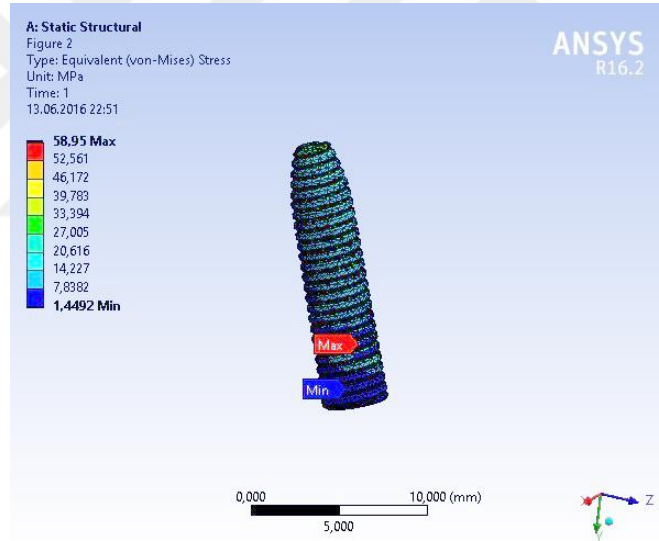 A: Static Structural
Figure 2
Type: Equivalent (von-Mises) Stress
Unit: MPa
Time: 1
13.06.2016 22:51
ANSYS
R16.2
58,95 Max
52,561
46,172
39,783
33,394
27,005
20,616
14,227
7,8382
1,4492 Min
Max
Min
0,000
10,000 (mm)
5,000
Z